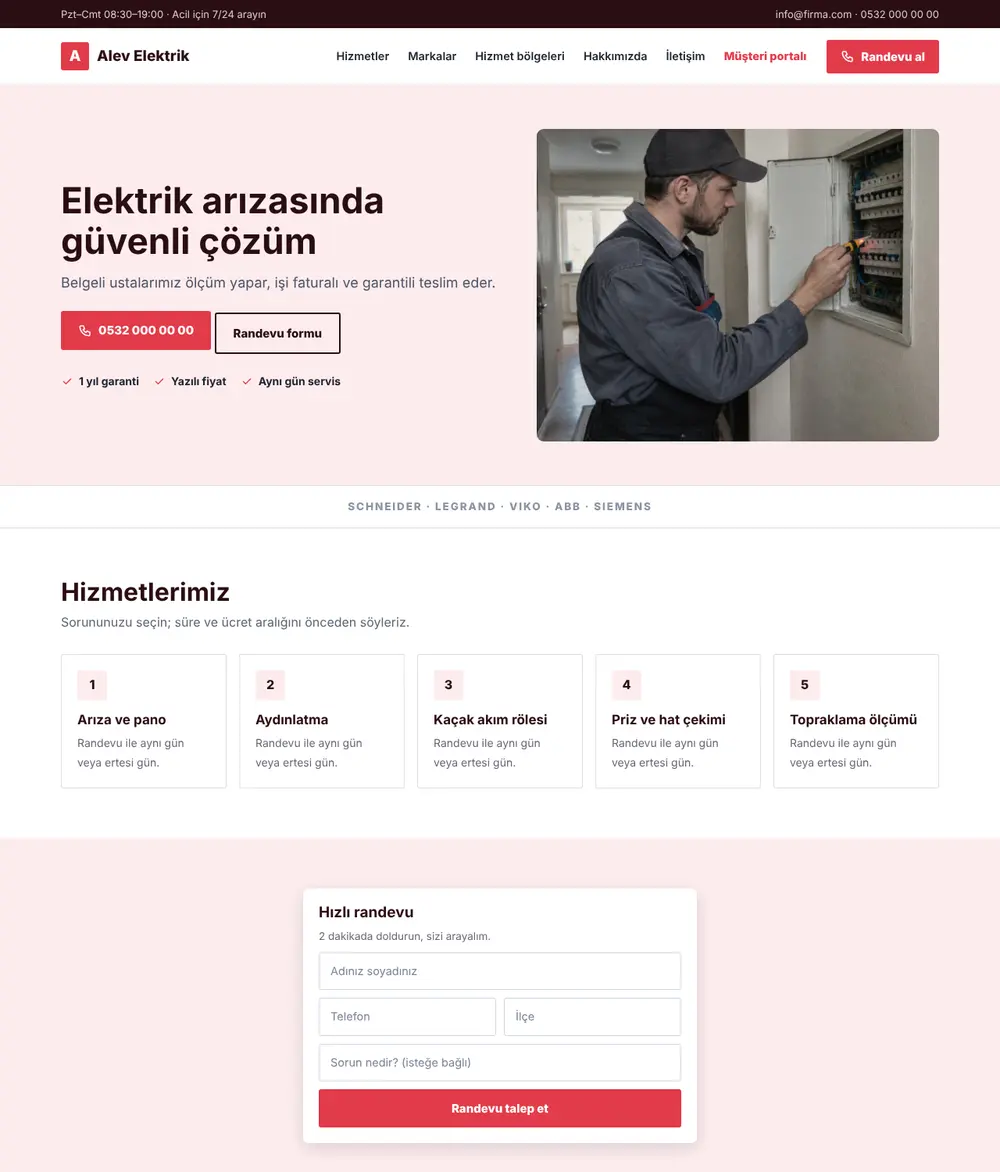 Pzt–Cmt 08:30–19:00 · Acil için 7/24 arayın
info@firma.com · 0532 000 00 00
A Alev Elektrik
Hizmetler
Markalar
Hizmet bölgeleri
Hakkımızda
İletişim
Müşteri portalı
Randevu al
Elektrik arızasında
güvenli çözüm
Belgeli ustalarımız ölçüm yapar, işi faturalı ve garantili teslim eder.
0532 000 00 00
Randevu formu
1 yıl garanti
Yazılı fiyat
Aynı gün servis
SCHNEIDER · LEGRAND · VIKO · ABB · SIEMENS
Hizmetlerimiz
Sorununuzu seçin; süre ve ücret aralığını önceden söyleriz.
1
Arıza ve pano
Randevu ile aynı gün
veya ertesi gün.
2
Aydınlatma
Randevu ile aynı gün
veya ertesi gün.
3
Kaçak akım rölesi
Randevu ile aynı gün
veya ertesi gün.
4
Priz ve hat çekimi
Randevu ile aynı gün
veya ertesi gün.
5
Topraklama ölçümü
Randevu ile aynı gün
veya ertesi gün.
Hızlı randevu
2 dakikada doldurun, sizi arayalım.
Adınız soyadınız
Telefon
İlçe
Sorun nedir? (isteğe bağlı)
Randevu talep et